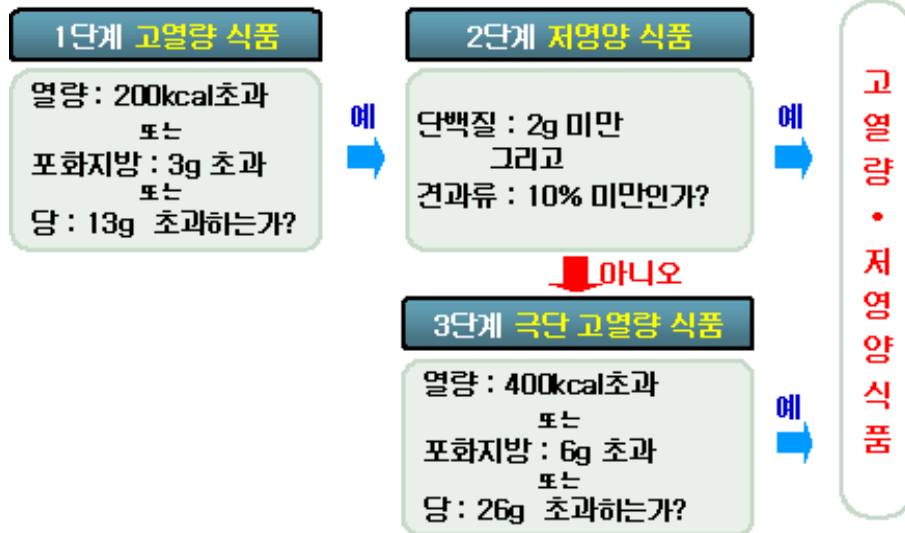 1단계 고열량 식품
열량 : 200kcal초과
또는
포화지방 : 3g 초과
또는
당 : 13g 초과하는가?
예
2단계 저영양 식품
단백질 : 2g 미만
그리고
견과류 : 10% 미만인가?
예
아니오
3단계 극단 고열량 식품
열량 : 400kcal초과
또는
포화지방 : 6g 초과
또는
당 : 26g 초과하는가?
예
고열량·저영양식품